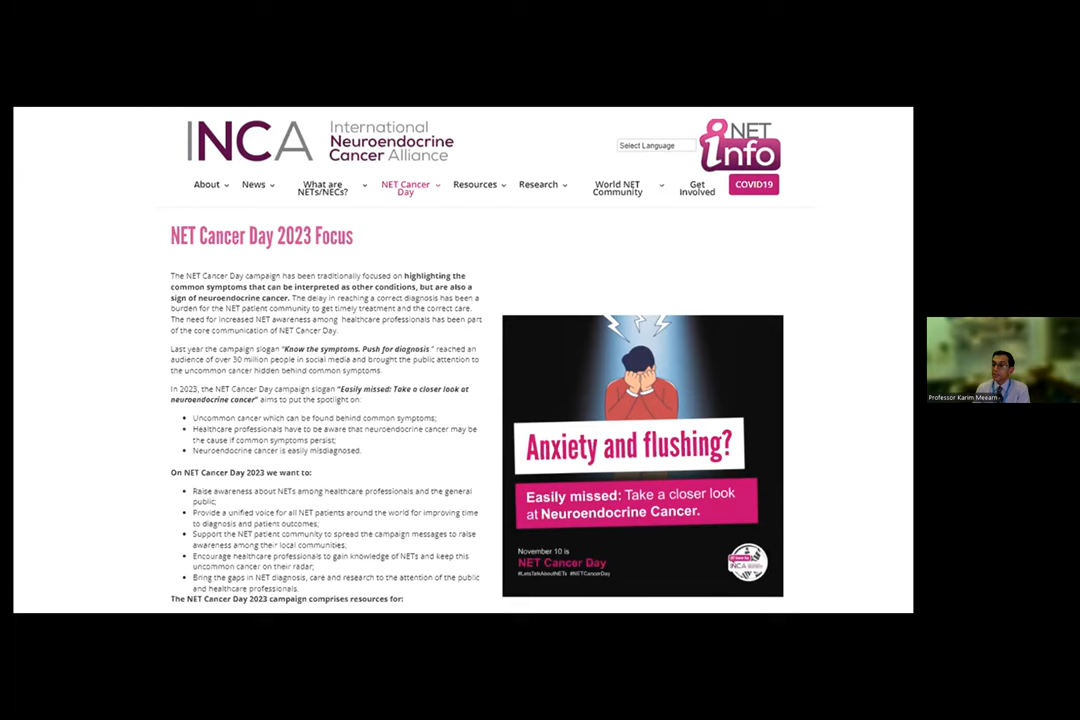 INCA
International
Neuroendocrine
Cancer Alliance
Select Language
NET
info
About
News
What are
NETs/NECs?
NET Cancer
Day
Resources
Research
World NET
Community
Get
Involved
COVID19
NET Cancer Day 2023 Focus
The NET Cancer Day campaign has been traditionally focused on highlighting the
common symptoms that can be interpreted as other conditions, but are also a
sign of neuroendocrine cancer. The delay in reaching a correct diagnosis has been a
burden for the NET patient community to get timely treatment and the correct care.
The need for increased NET awareness among healthcare professionals has been part
of the core communication of NET Cancer Day.
Last year the campaign slogan "Know the symptoms. Push for diagnosis." reached an
audience of over 30 million people in social media and brought the public attention to
the uncommon cancer hidden behind common symptoms.
In 2023, the NET Cancer Day campaign slogan "Easily missed: Take a closer look at
neuroendocrine cancer" aims to put the spotlight on:
• Uncommon cancer which can be found behind common symptoms;
• Healthcare professionals have to be aware that neuroendocrine cancer may be
the cause if common symptoms persist;
• Neuroendocrine cancer is easily misdiagnosed.
On NET Cancer Day 2023 we want to:
• Raise awareness about NETs among healthcare professionals and the general
public;
• Provide a unified voice for all NET patients around the world for improving time
to diagnosis and patient outcomes;
• Support the NET patient community to spread the campaign messages to raise
awareness among their local communities;
• Encourage healthcare professionals to gain knowledge of NETs and keep this
uncommon cancer on their radar;
• Bring the gaps in NET diagnosis, care and research to the attention of the public
and healthcare professionals.
The NET Cancer Day 2023 campaign comprises resources for:
Anxiety and flushing?
Easily missed: Take a closer look
at Neuroendocrine Cancer.
November 10 is
NET Cancer Day
#LetsTalkAboutNETs #NETCancerDay
INCA
Professor Karim Meeran